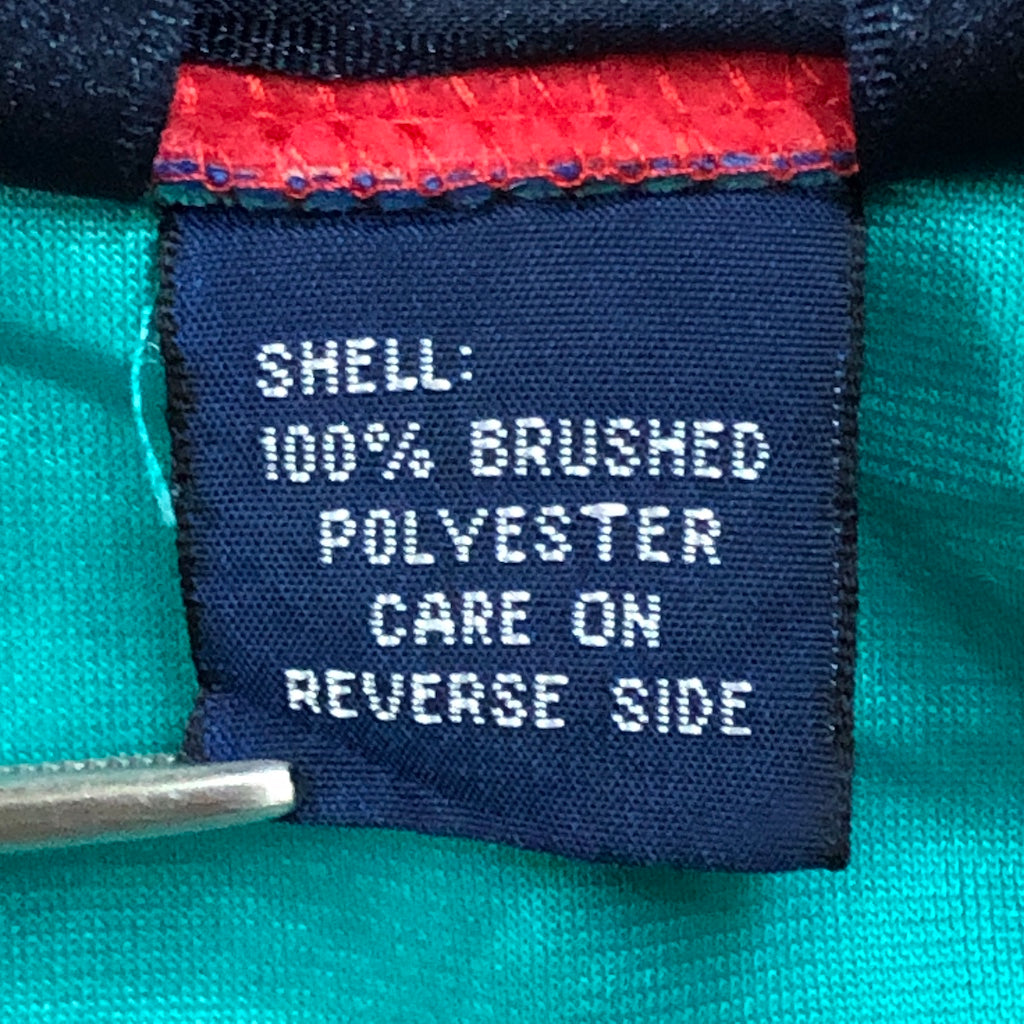 SHELL:
100% BRUSHED
POLYESTER
CARE ON
REVERSE SIDE